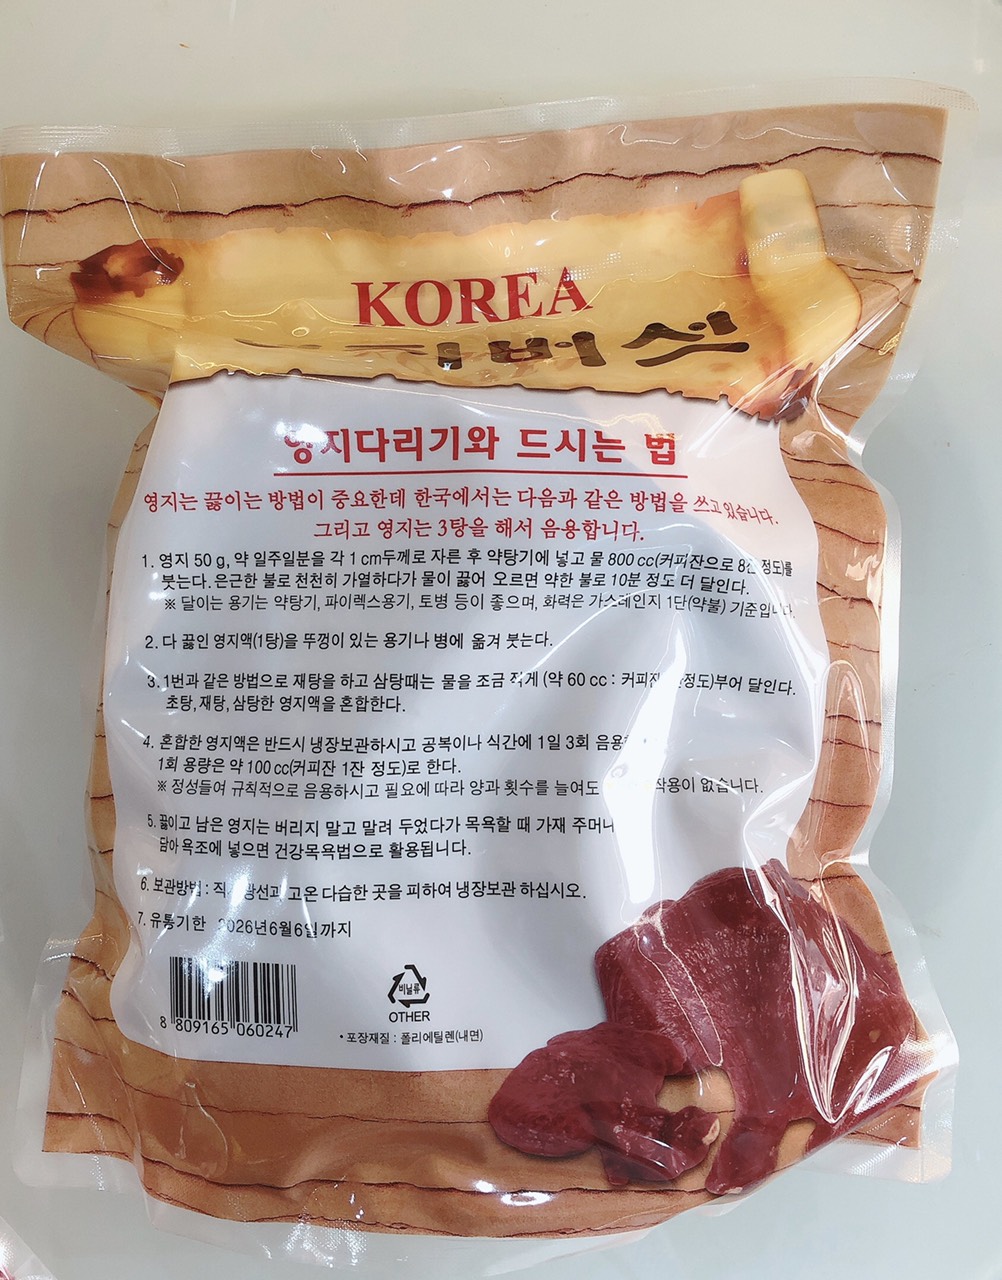 KOREA
버섯
영지다리기와 드시는 법
영지는 끓이는 방법이 중요한데 한국에서는 다음과 같은 방법을 쓰고 있습니다.
그리고 영지는 3탕을 해서 음용합니다.
1. 영지 50 g, 약 일주일분을 각 1 cm두께로 자른 후 약탕기에 넣고 물 800 cc(커피잔으로 8잔 정도)를
붓는다. 은근한 불로 천천히 가열하다가 물이 끓어 오르면 약한 불로 10분 정도 더 달인다.
※ 달이는 용기는 약탕기, 파이렉스용기, 토병 등이 좋으며, 화력은 가스레인지 1단(약불) 기준입니다.
2. 다 끓인 영지액(1탕)을 뚜껑이 있는 용기나 병에 옮겨 붓는다.
3. 1번과 같은 방법으로 재탕을 하고 삼탕때는 물을 조금 적게 (약 60 cc : 커피잔 정도)부어 달인다.
초탕, 재탕, 삼탕한 영지액을 혼합한다.
4. 혼합한 영지액은 반드시 냉장보관하시고 공복이나 식간에 1일 3회 음용
1회 용량은 약 100 cc(커피잔 1잔 정도)로 한다.
※ 정성들여 규칙적으로 음용하시고 필요에 따라 양과 횟수를 늘여도 작용이 없습니다.
5. 끓이고 남은 영지는 버리지 말고 말려 두었다가 목욕할 때 가재 주머니
담아 욕조에 넣으면 건강목욕법으로 활용됩니다.
6. 보관방법 : 직사광선과 고온 다습한 곳을 피하여 냉장보관 하십시오.
7. 유통기한 2026년6월6일까지
8 809165 060247
비닐류
OTHER
• 포장재질 : 폴리에틸렌(내면)